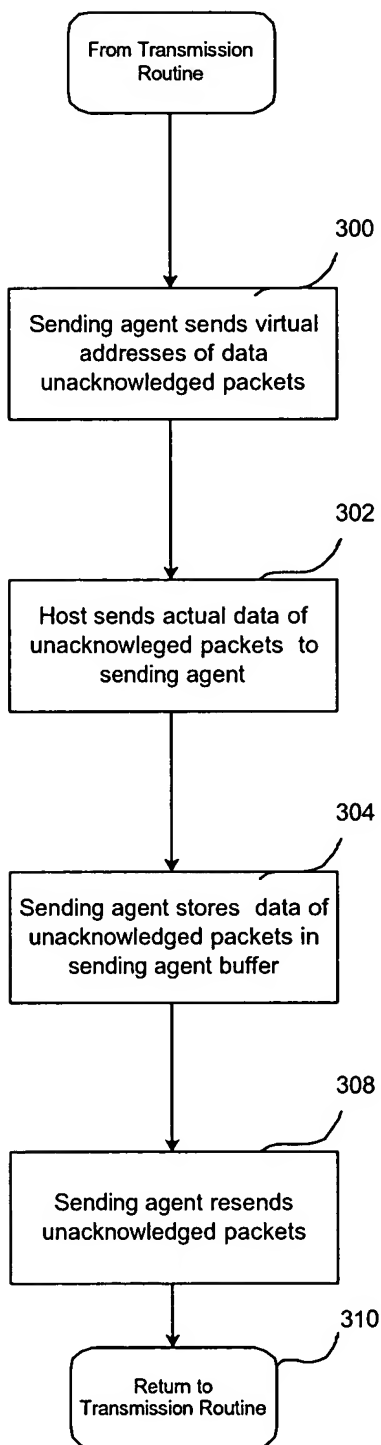 From Transmission
Routine
300
Sending agent sends virtual
addresses of data
unacknowledged packets
302
Host sends actual data of
unacknowleged packets to
sending agent
304
Sending agent stores data of
unacknowledged packets in
sending agent buffer
308
Sending agent resends
unacknowledged packets
310
Return to
Transmission Routine